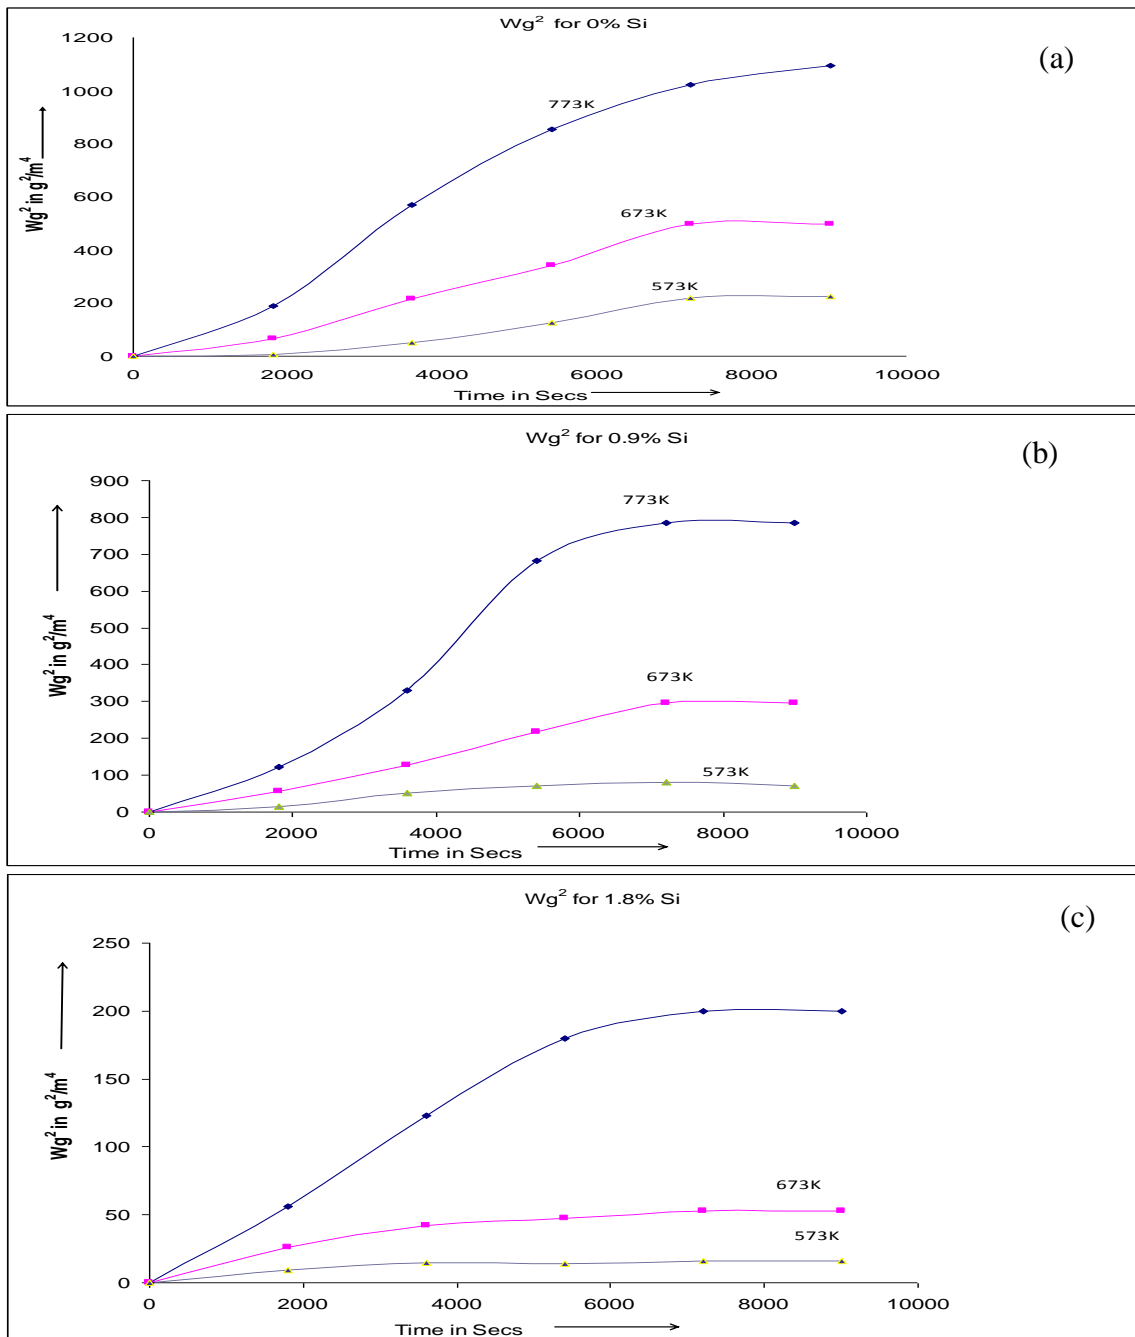 Wg² for 0% Si
(a)
1200
1000
800
600
400
200
0
Wg² in g²/m⁴
773K
673K
573K
0 2000 4000 6000 8000 10000
Time in Secs
Wg² for 0.9% Si
(b)
900
800
700
600
500
400
300
200
100
0
Wg² in g²/m⁴
773K
673K
573K
0 2000 4000 6000 8000 10000
Time in Secs
Wg² for 1.8% Si
(c)
250
200
150
100
50
0
Wg² in g²/m⁴
673K
573K
0 2000 4000 6000 8000 10000
Time in Secs